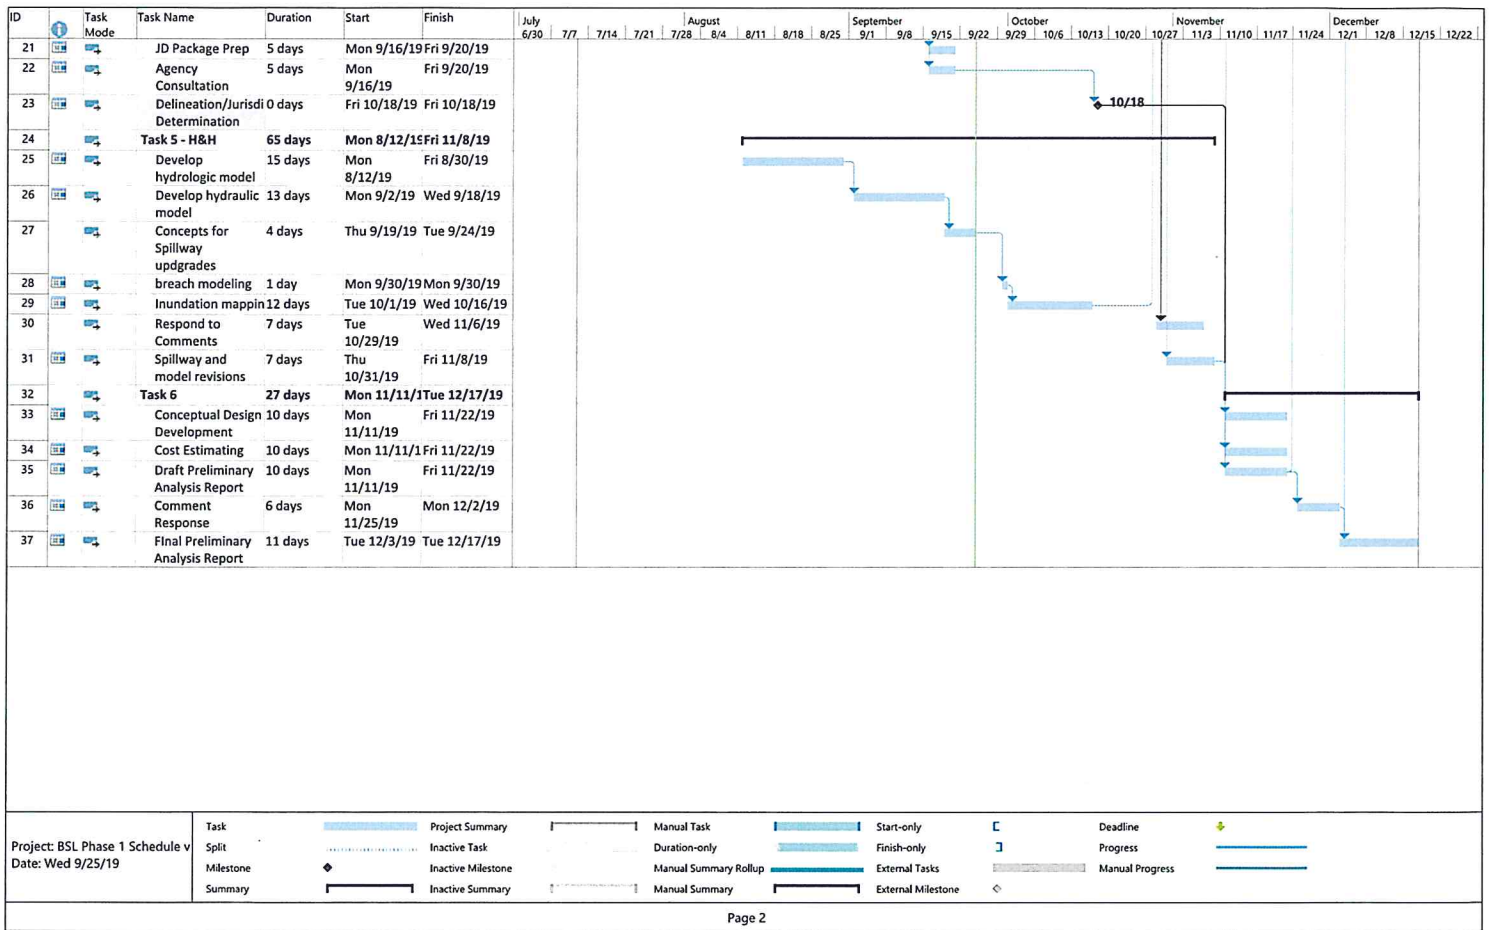 ID Task Mode Task Name Duration Start Finish
July August September October November December
6/30 7/7 7/14 7/21 7/28 8/4 8/11 8/18 8/25 9/1 9/8 9/15 9/22 9/29 10/6 10/13 10/20 10/27 11/3 11/10 11/17 11/24 12/1 12/8 12/15 12/22
21 JD Package Prep 5 days Mon 9/16/19 Fri 9/20/19
22 Agency 5 days Mon Fri 9/20/19
Consultation 9/16/19
23 Delineation/Jurisdi 0 days Fri 10/18/19 Fri 10/18/19 10/18
Determination
24 Task 5 - H&H 65 days Mon 8/12/19 Fri 11/8/19
25 Develop 15 days Mon Fri 8/30/19
hydrologic model 8/12/19
26 Develop hydraulic 13 days Mon 9/2/19 Wed 9/18/19
model
27 Concepts for 4 days Thu 9/19/19 Tue 9/24/19
Spillway
updgrades
28 breach modeling 1 day Mon 9/30/19 Mon 9/30/19
29 Inundation mappin 12 days Tue 10/1/19 Wed 10/16/19
30 Respond to 7 days Tue Wed 11/6/19
Comments 10/29/19
31 Spillway and 7 days Thu Fri 11/8/19
model revisions 10/31/19
32 Task 6 27 days Mon 11/11/1 Tue 12/17/19
33 Conceptual Design 10 days Mon Fri 11/22/19
Development 11/11/19
34 Cost Estimating 10 days Mon 11/11/1 Fri 11/22/19
35 Draft Preliminary 10 days Mon Fri 11/22/19
Analysis Report 11/11/19
36 Comment 6 days Mon Mon 12/2/19
Response 11/25/19
37 FInal Preliminary 11 days Tue 12/3/19 Tue 12/17/19
Analysis Report
Project: BSL Phase 1 Schedule v
Date: Wed 9/25/19
Task Project Summary Manual Task Start-only Deadline
Split Inactive Task Duration-only Finish-only Progress
Milestone Inactive Milestone Manual Summary Rollup External Tasks Manual Progress
Summary Inactive Summary Manual Summary External Milestone
Page 2